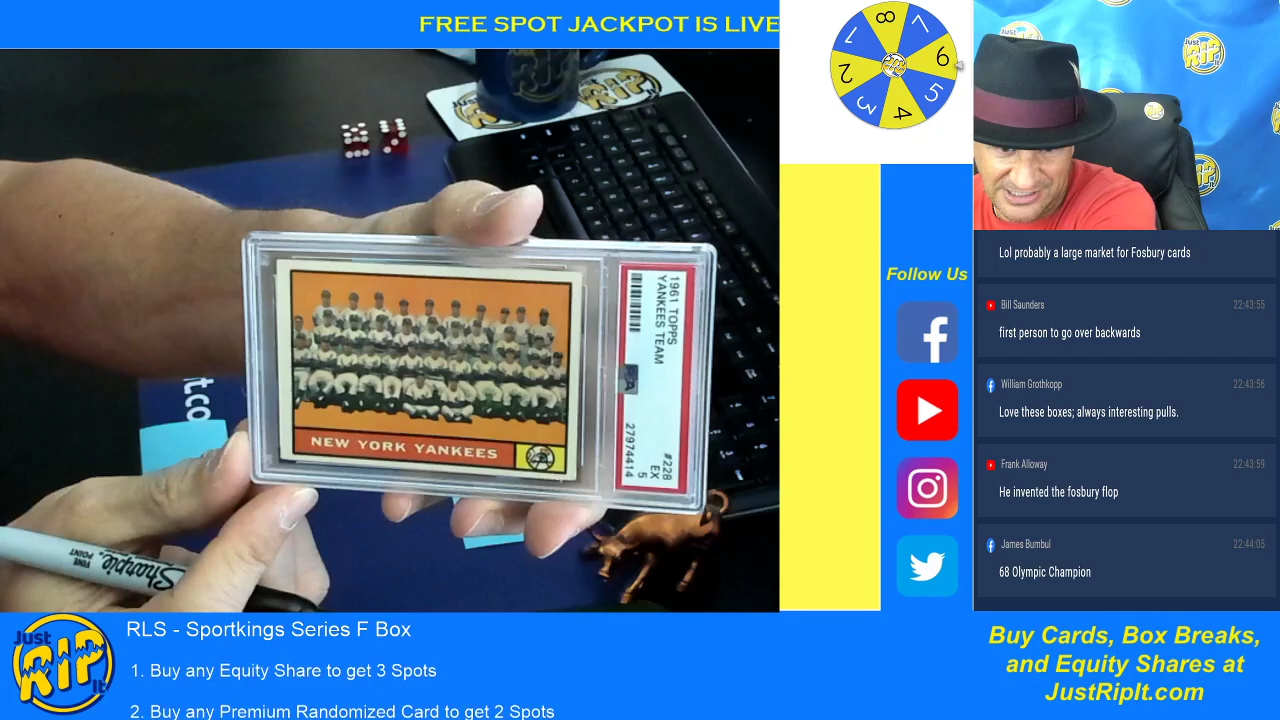 FREE SPOT JACKPOT IS LIVE
8
7
6
5
4
3
2
1
RIP
1961 TOPPS
YANKEES TEAM
#228
EX
5
27974414
NEW YORK YANKEES
Sharpie
FINE POINT
it.co
Follow Us
Lol probably a large market for Fosbury cards
Bill Saunders 22:43:55
first person to go over backwards
William Grothkopp 22:43:56
Love these boxes; always interesting pulls.
Frank Alloway 22:43:59
He invented the fosbury flop
James Bumbul 22:44:05
68 Olympic Champion
Just
RIP
It
RLS - Sportkings Series F Box
1. Buy any Equity Share to get 3 Spots
2. Buy any Premium Randomized Card to get 2 Spots
Buy Cards, Box Breaks,
and Equity Shares at
JustRipIt.com